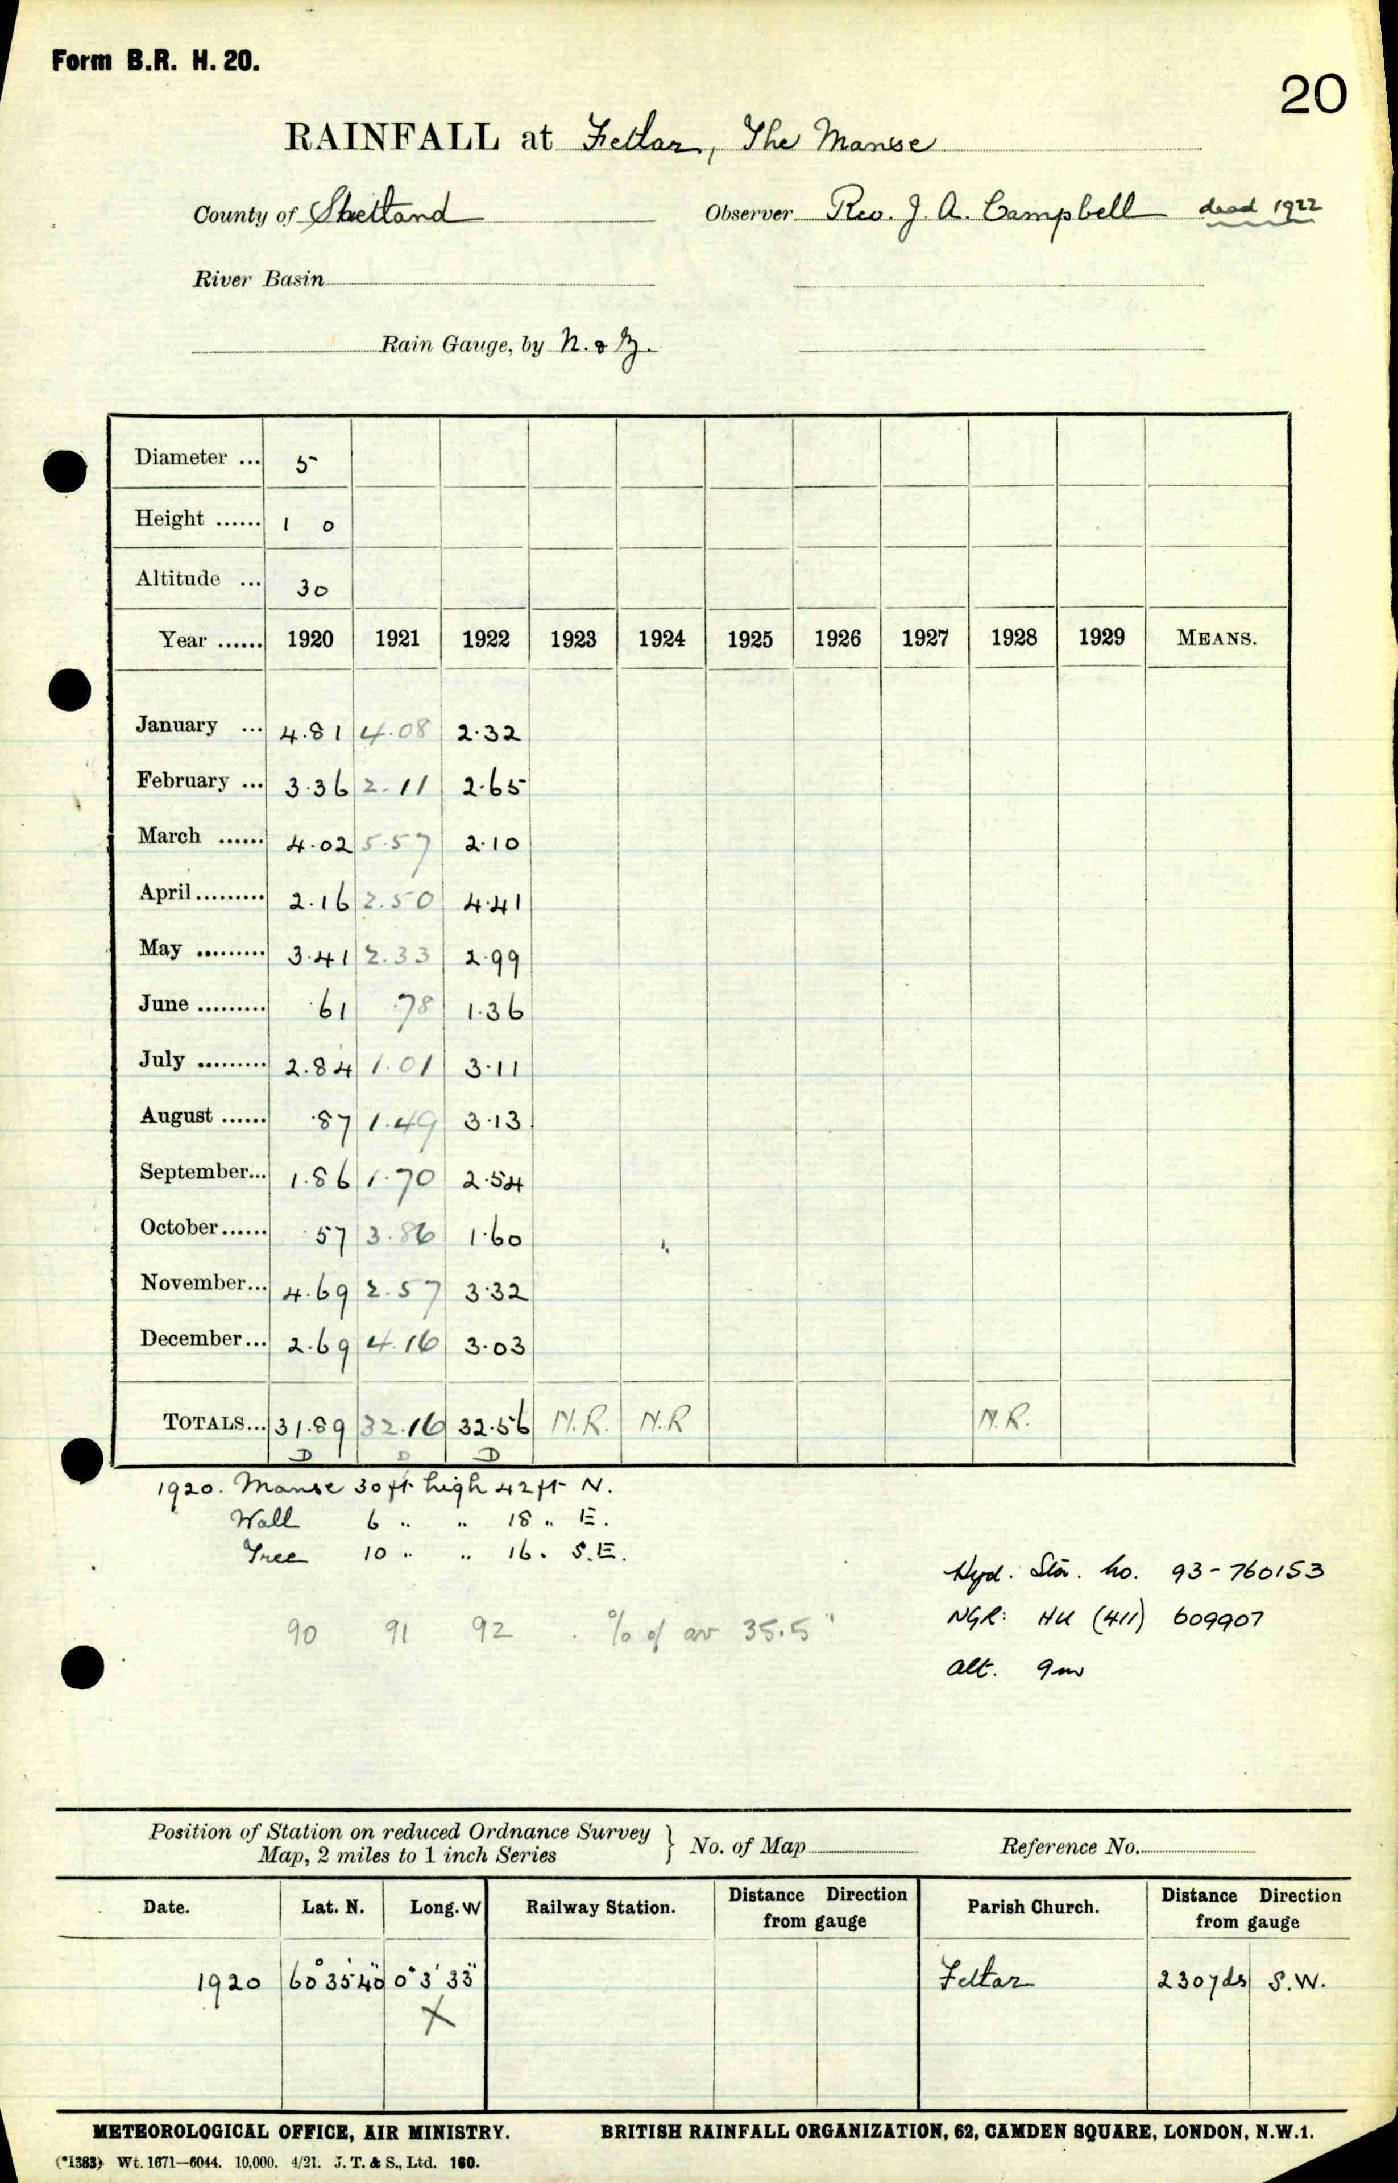 Form B.R. H. 20.
20
RAINFALL at Fetlar, The Manse
County of Shetland Observer Rev. J. A. Campbell dead 1922
River Basin
Rain Gauge, by N. & Z.
Diameter ... 5
Height ...... 1 0
Altitude ... 30
Year ...... 1920 1921 1922 1923 1924 1925 1926 1927 1928 1929 MEANS.
January ... 4.81 4.08 2.32
February ... 3.36 2.11 2.65
March ...... 4.02 5.57 2.10
April ......... 2.16 2.50 4.41
May ......... 3.41 2.33 2.99
June ......... .61 .78 1.36
July ......... 2.84 1.01 3.11
August ...... .87 1.49 3.13
September... 1.86 1.70 2.54
October...... .57 3.86 1.60
November... 4.69 2.57 3.32
December... 2.69 4.16 3.03
TOTALS... 31.89 32.16 32.56 N.R. N.R N.R.
D D D
1920. Manse 30 ft high 42 ft N.
Wall 6 " " 18 " E.
Tree 10 " " 16 . S.E.
Hyd. Stn. No. 93-760153
90 91 92 . % of av 35.5"
NGR: HU (411) 609907
Alt. 9m
Position of Station on reduced Ordnance Survey
Map, 2 miles to 1 inch Series } No. of Map Reference No.
Date. Lat. N. Long. W Railway Station. Distance Direction from gauge Parish Church. Distance Direction from gauge
1920 60°35'40" 0°3'33" Fetlar 230yds S.W.
X
METEOROLOGICAL OFFICE, AIR MINISTRY. BRITISH RAINFALL ORGANIZATION, 62, CAMDEN SQUARE, LONDON, N.W.1.
(*1383) Wt. 1671—6044. 10,000. 4/21. J. T. & S., Ltd. 160.